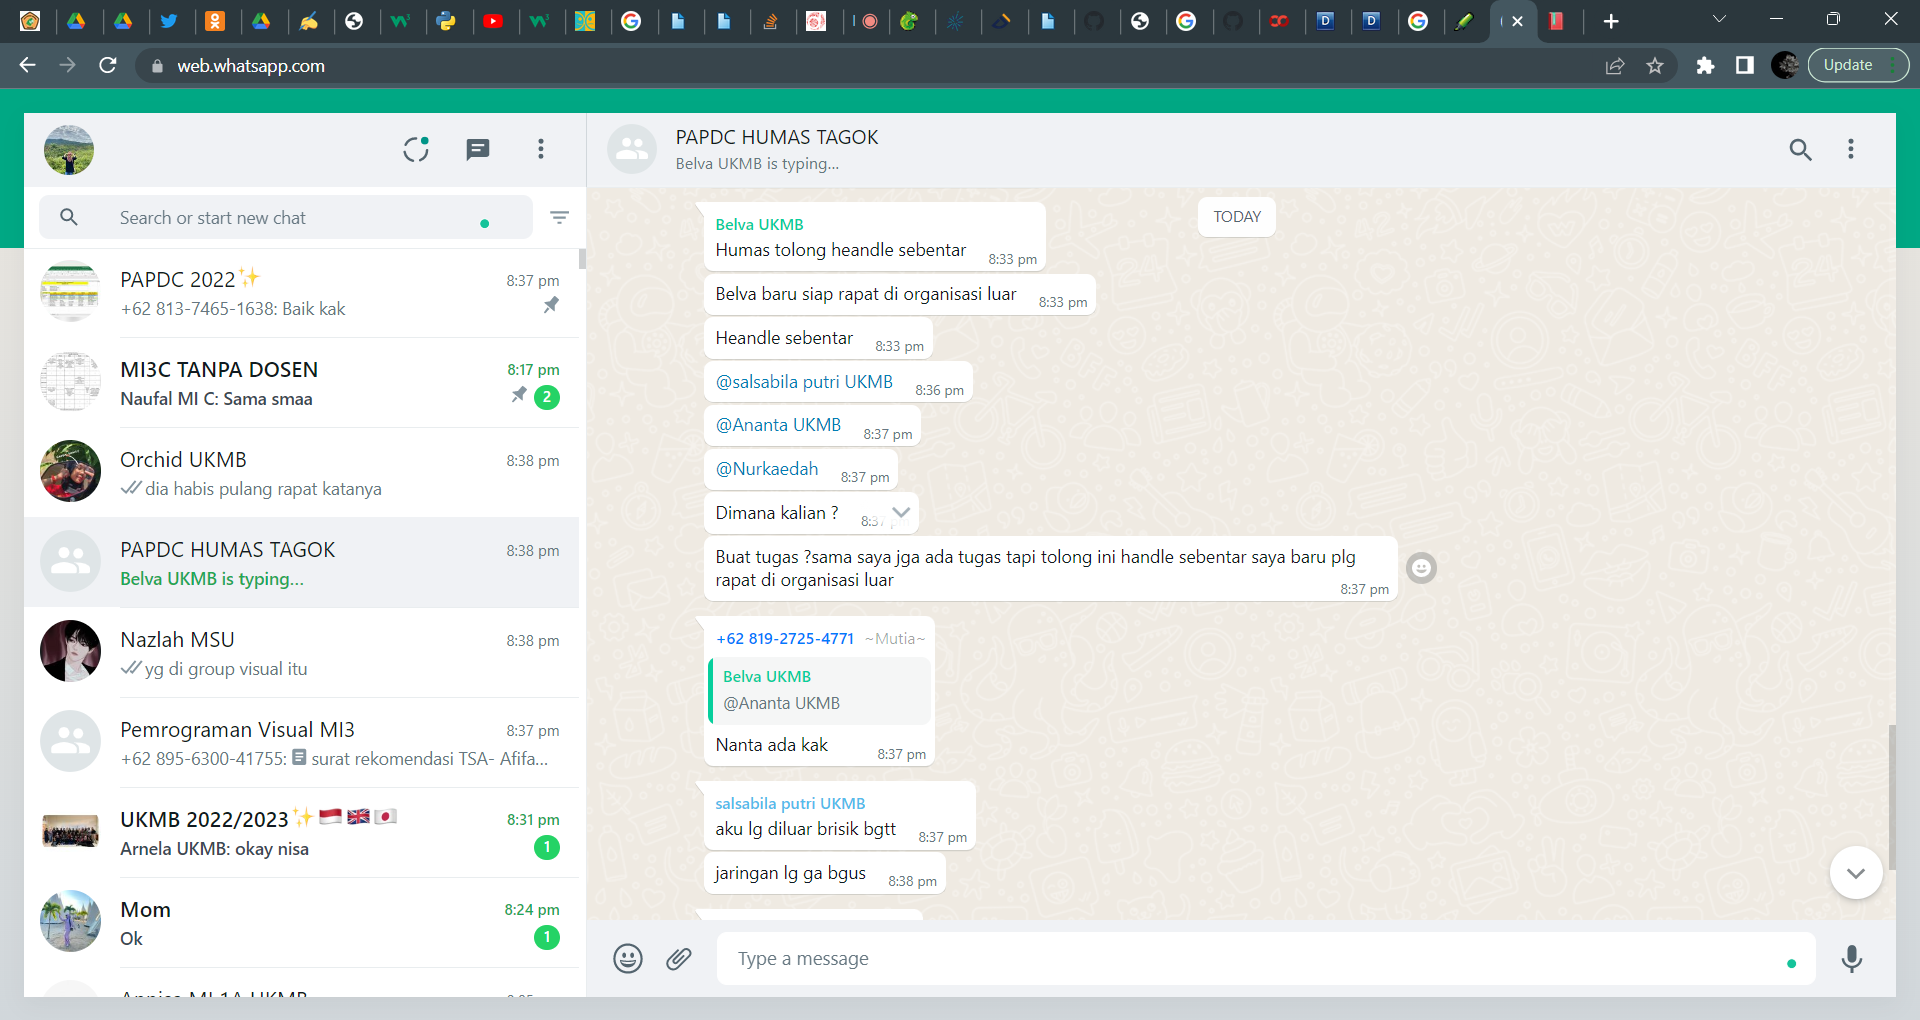 web.whatsapp.com
Update
Search or start new chat
PAPDC 2022✨
8:37 pm
+62 813-7465-1638: Baik kak
MI3C TANPA DOSEN
8:17 pm
Naufal MI C: Sama smaa
2
Orchid UKMB
8:38 pm
dia habis pulang rapat katanya
PAPDC HUMAS TAGOK
8:38 pm
Belva UKMB is typing...
Nazlah MSU
8:38 pm
yg di group visual itu
Pemrograman Visual MI3
8:37 pm
+62 895-6300-41755: surat rekomendasi TSA- Afifa...
UKMB 2022/2023✨🇮🇩🇬🇧🇯🇵
8:31 pm
Arnela UKMB: okay nisa
1
Mom
8:24 pm
Ok
1
PAPDC HUMAS TAGOK
Belva UKMB is typing...
TODAY
Belva UKMB
Humas tolong heandle sebentar
8:33 pm
Belva baru siap rapat di organisasi luar
8:33 pm
Heandle sebentar
8:33 pm
@salsabila putri UKMB
8:36 pm
@Ananta UKMB
8:37 pm
@Nurkaedah
8:37 pm
Dimana kalian ?
8:37 pm
Buat tugas ?sama saya jga ada tugas tapi tolong ini handle sebentar saya baru plg
rapat di organisasi luar
8:37 pm
+62 819-2725-4771 ~Mutia~
Belva UKMB
@Ananta UKMB
Nanta ada kak
8:37 pm
salsabila putri UKMB
aku lg diluar brisik bgtt
8:37 pm
jaringan lg ga bgus
8:38 pm
Type a message